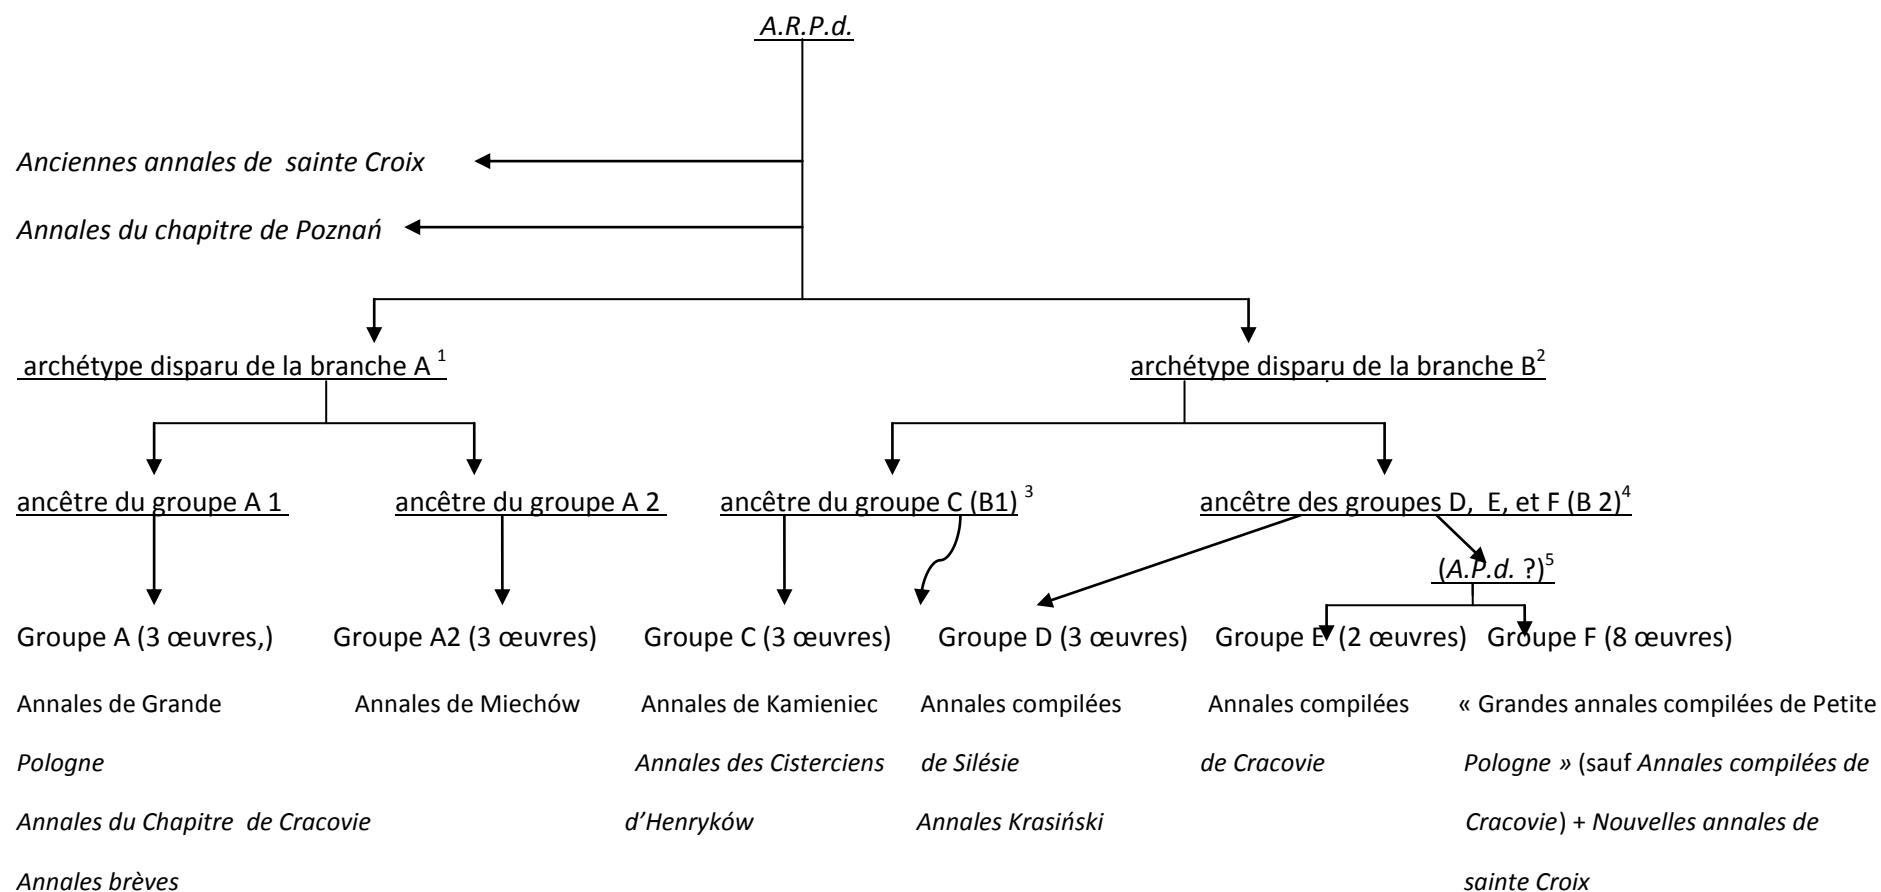 A.R.P.d.
Anciennes annales de sainte Croix
Annales du chapitre de Poznań
archétype disparu de la branche A 1
archétype disparu de la branche B2
ancêtre du groupe A 1
ancêtre du groupe A 2
ancêtre du groupe C (B1) 3
ancêtre des groupes D, E, et F (B 2)4
(A.P.d. ?)5
Groupe A (3 œuvres,)
Groupe A2 (3 œuvres)
Groupe C (3 œuvres)
Groupe D (3 œuvres)
Groupe E (2 œuvres)
Groupe F (8 œuvres)
Annales de Grande
Pologne
Annales du Chapitre de Cracovie
Annales brèves
Annales de Miechów
Annales de Kamieniec
Annales des Cisterciens
d’Henryków
Annales compilées
de Silésie
Annales Krasiński
Annales compilées
de Cracovie
« Grandes annales compilées de Petite
Pologne » (sauf Annales compilées de
Cracovie) + Nouvelles annales de
sainte Croix